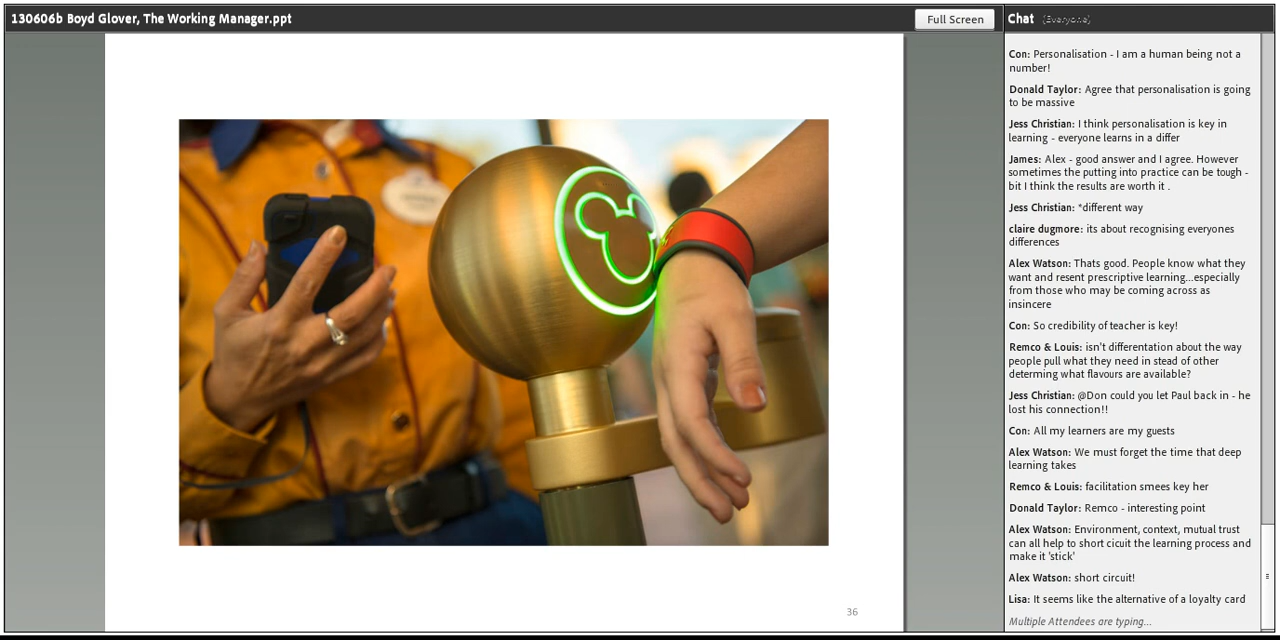 130606b Boyd Glover, The Working Manager.ppt
Full Screen
36
Chat (Everyone)
Con: Personalisation - I am a human being not a
number!
Donald Taylor: Agree that personalisation is going
to be massive
Jess Christian: I think personalisation is key in
learning - everyone learns in a differ
James: Alex - good answer and I agree. However
sometimes the putting into practice can be tough -
bit I think the results are worth it .
Jess Christian: *different way
claire dugmore: its about recognising everyones
differences
Alex Watson: Thats good. People know what they
want and resent prescriptive learning...especially
from those who may be coming across as
insincere
Con: So credibility of teacher is key!
Remco & Louis: isn't differentation about the way
people pull what they need in stead of other
determing what flavours are available?
Jess Christian: @Don could you let Paul back in - he
lost his connection!!
Con: All my learners are my guests
Alex Watson: We must forget the time that deep
learning takes
Remco & Louis: facilitation smees key her
Donald Taylor: Remco - interesting point
Alex Watson: Environment, context, mutual trust
can all help to short cicuit the learning process and
make it 'stick'
Alex Watson: short circuit!
Lisa: It seems like the alternative of a loyalty card
Multiple Attendees are typing...